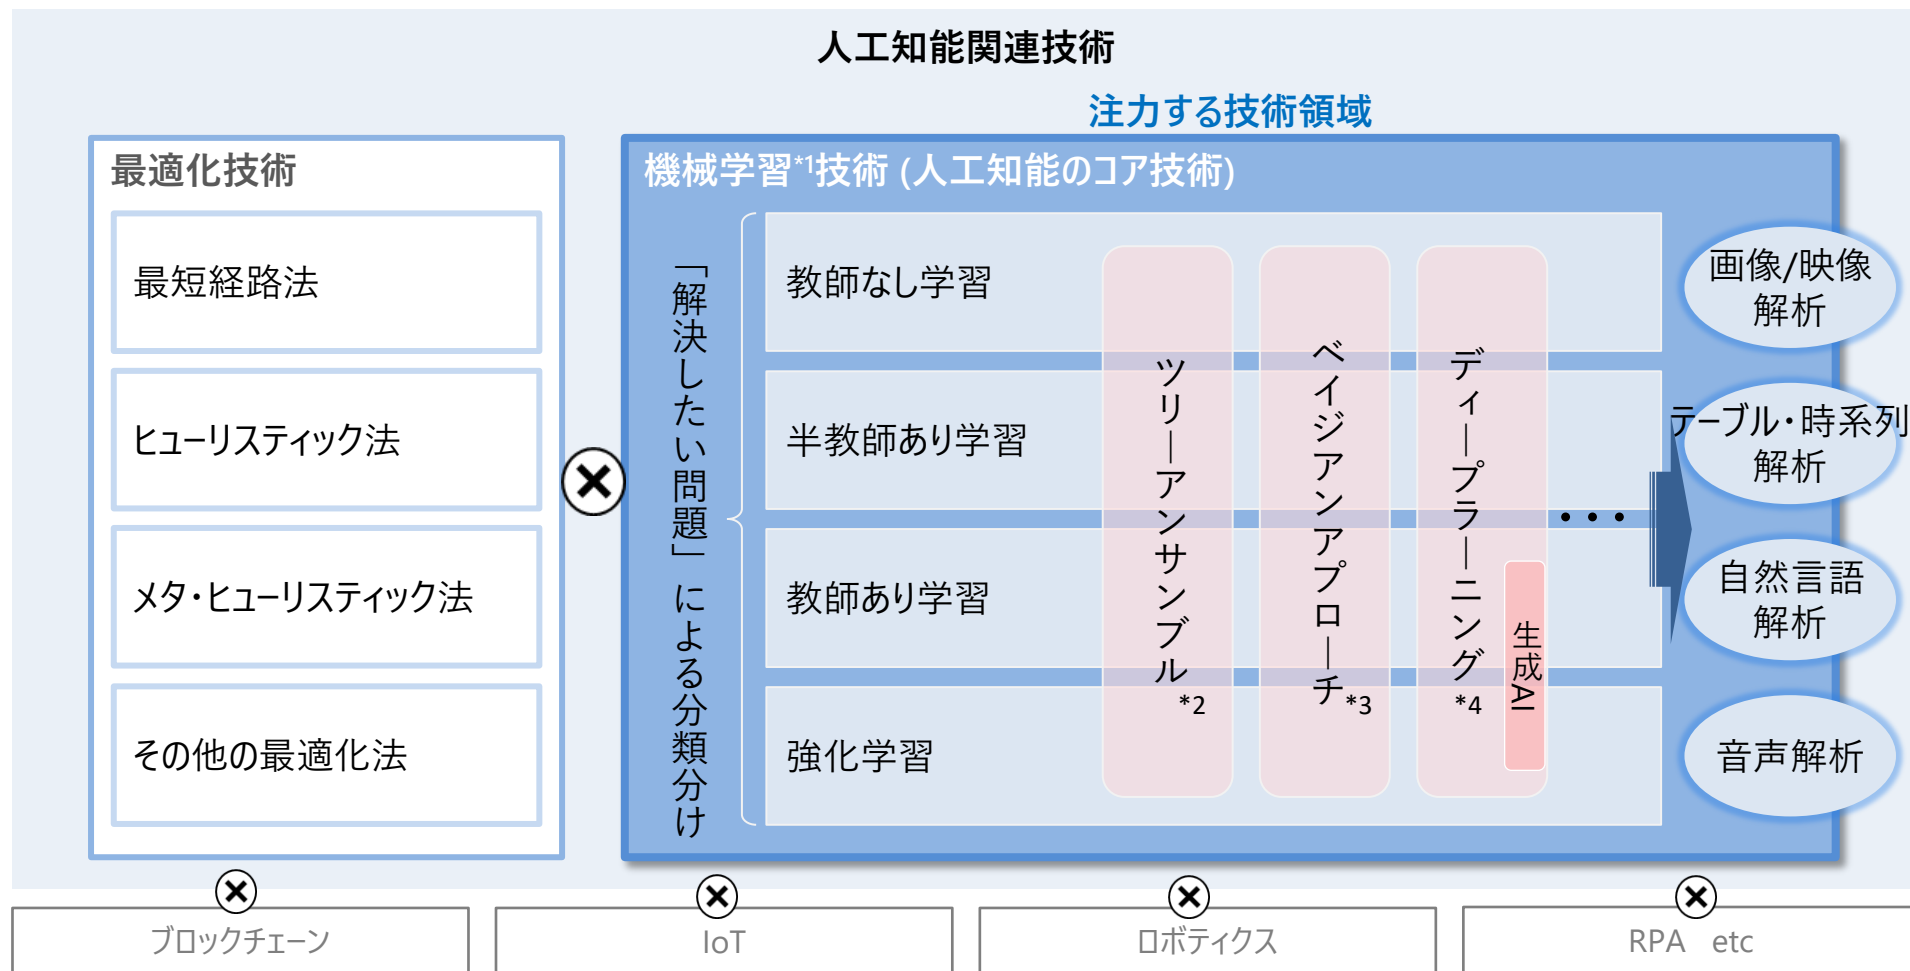 人工知能関連技術
注力する技術領域
最適化技術
最短経路法
ヒューリスティック法
メタ・ヒューリスティック法
その他の最適化法
機械学習*1技術 (人工知能のコア技術)
「解決したい問題」による分類分け
教師なし学習
半教師あり学習
教師あり学習
強化学習
ツリーアンサンブル*2
ベイジアンアプローチ*3
ディープラーニング*4
生成AI
・・・
画像/映像
解析
テーブル・時系列
解析
自然言語
解析
音声解析
ブロックチェーン
IoT
ロボティクス
RPA etc